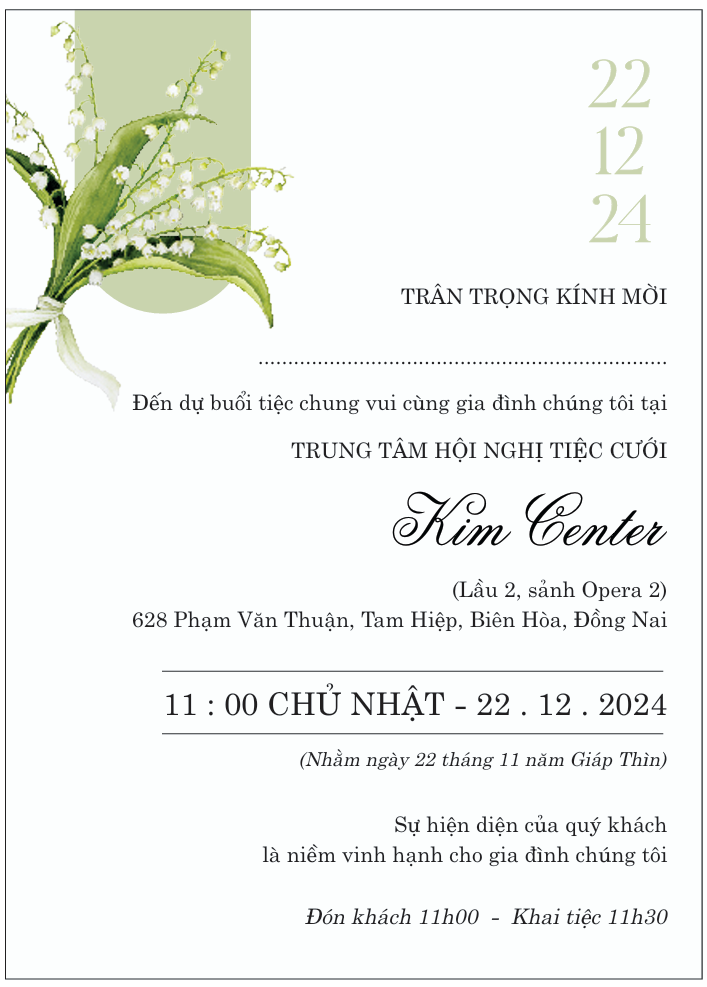 22
12
24
TRÂN TRỌNG KÍNH MỜI
......................................................................
Đến dự buổi tiệc chung vui cùng gia đình chúng tôi tại
TRUNG TÂM HỘI NGHỊ TIỆC CƯỚI
Kim Center
(Lầu 2, sảnh Opera 2)
628 Phạm Văn Thuận, Tam Hiệp, Biên Hòa, Đồng Nai
11 : 00 CHỦ NHẬT - 22 . 12 . 2024
(Nhằm ngày 22 tháng 11 năm Giáp Thìn)
Sự hiện diện của quý khách
là niềm vinh hạnh cho gia đình chúng tôi
Đón khách 11h00 - Khai tiệc 11h30